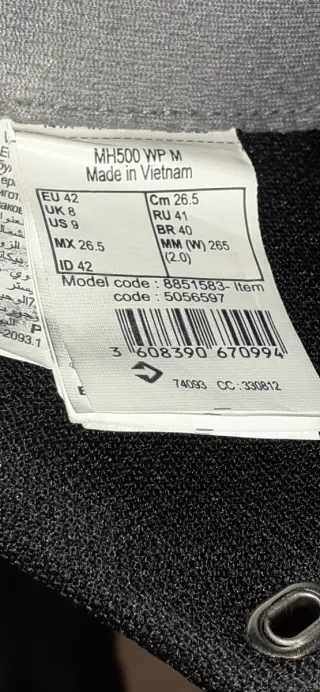 MH500 WP M
Made in Vietnam
EU 42
UK 8
US 9
MX 26.5
ID 42
Cm 26.5
RU 41
BR 40
MM (W) 265
(2.0)
Model code : 8851583- Item
code : 5056597
3 608390 670994
74093 CC :330812
-2093.1